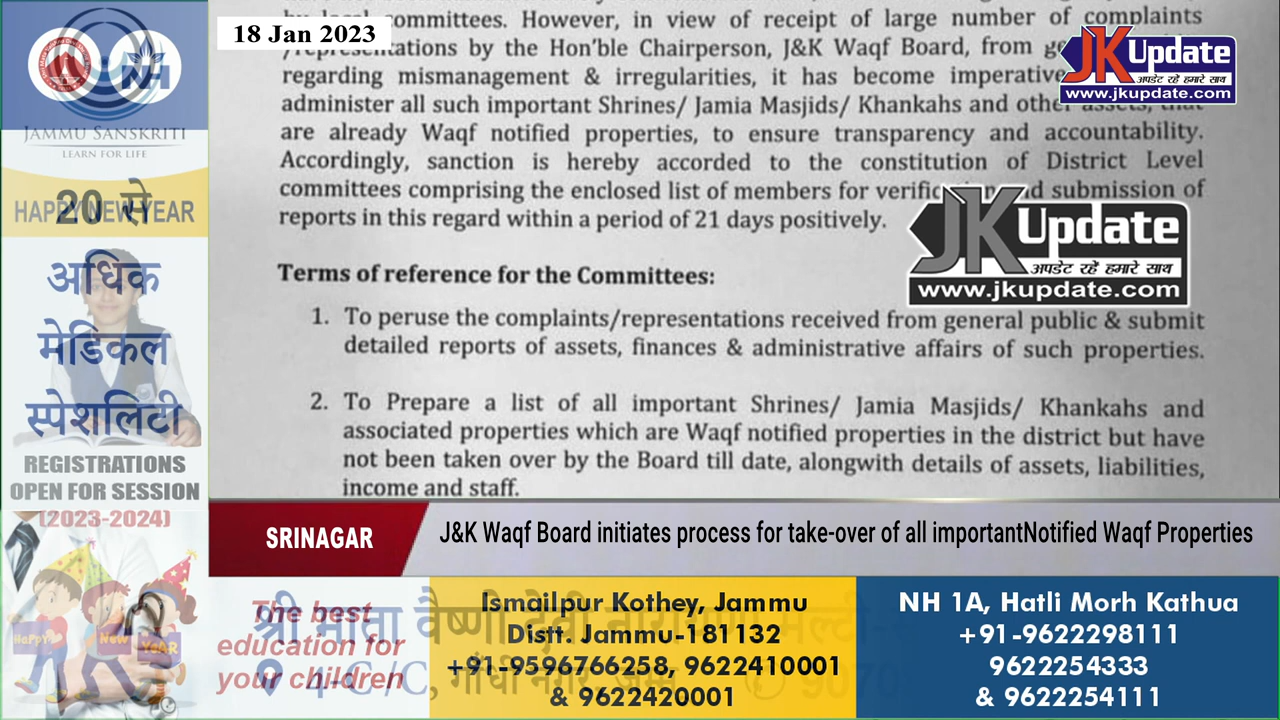 18 Jan 2023
committees. However, in view of receipt of large number of complaints
by the Hon'ble Chairperson, J&K Waqf Board, from
regarding mismanagement & irregularities, it has become imperative
administer all such important Shrines/ Jamia Masjids/ Khankahs and other assets, that
are already Waqf notified properties, to ensure transparency and accountability.
Accordingly, sanction is hereby accorded to the constitution of District Level
committees comprising the enclosed list of members for submission of
reports in this regard within a period of 21 days positively.
Terms of reference for the Committees:
1. To peruse the complaints/representations received from general public & submit
detailed reports of assets, finances & administrative affairs of such properties.
2. To Prepare a list of all important Shrines/ Jamia Masjids/ Khankahs and
associated properties which are Waqf notified properties in the district but have
not been taken over by the Board till date, alongwith details of assets, liabilities,
income and staff.
JK Update
अपडेट रहें हमारे साथ
www.jkupdate.com
JK Update
अपडेट रहें हमारे साथ
www.jkupdate.com
NH
JAMMU SANSKRITI
LEARN FOR LIFE
HAPPY NEW YEAR
20 से
अधिक
मेडिकल
स्पेशलिटी
REGISTRATIONS
OPEN FOR SESSION
(2023-2024)
Happy New YeaR
SRINAGAR
J&K Waqf Board initiates process for take-over of all importantNotified Waqf Properties
The best
education for
your children
श्री माता वैष्णो देवी नारायणा
Ismailpur Kothey, Jammu
Distt. Jammu-181132
+91-9596766258, 9622410001
& 9622420001
NH 1A, Hatli Morh Kathua
+91-9622298111
9622254333
& 9622254111